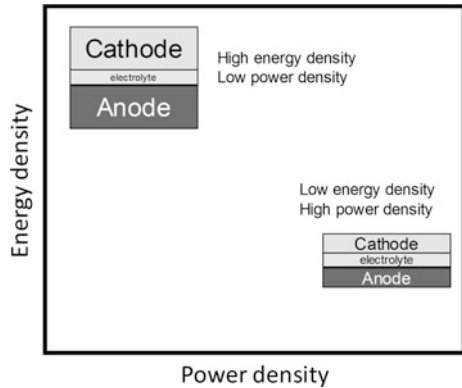 Energy density
Cathode
electrolyte
Anode
High energy density
Low power density
Low energy density
High power density
Cathode
electrolyte
Anode
Power density